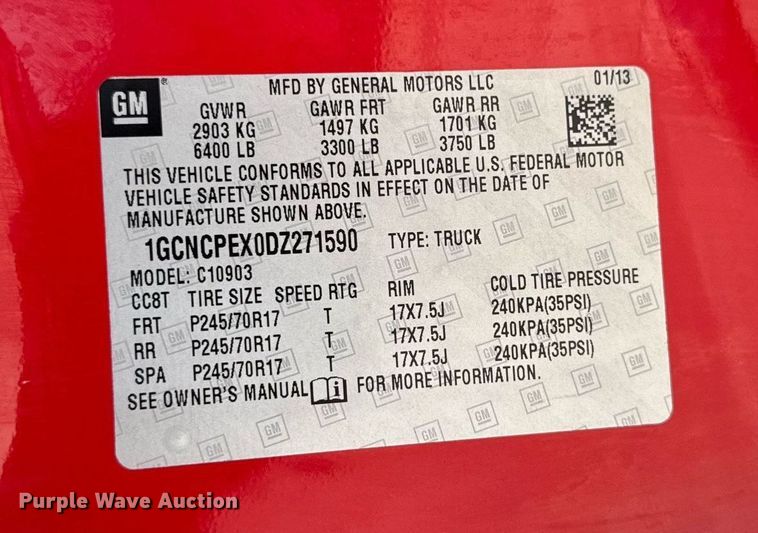 GM
MFD BY GENERAL MOTORS LLC 01/13
GVWR GAWR FRT GAWR RR
2903 KG 1497 KG 1701 KG
6400 LB 3300 LB 3750 LB
THIS VEHICLE CONFORMS TO ALL APPLICABLE U.S. FEDERAL MOTOR
VEHICLE SAFETY STANDARDS IN EFFECT ON THE DATE OF
MANUFACTURE SHOWN ABOVE.
1GCNCPEX0DZ271590 TYPE: TRUCK
MODEL: C10903
CC8T TIRE SIZE SPEED RTG RIM COLD TIRE PRESSURE
FRT P245/70R17 T 17X7.5J 240KPA(35PSI)
RR P245/70R17 T 17X7.5J 240KPA(35PSI)
SPA P245/70R17 T 17X7.5J 240KPA(35PSI)
SEE OWNER'S MANUAL i FOR MORE INFORMATION.
Purple Wave Auction